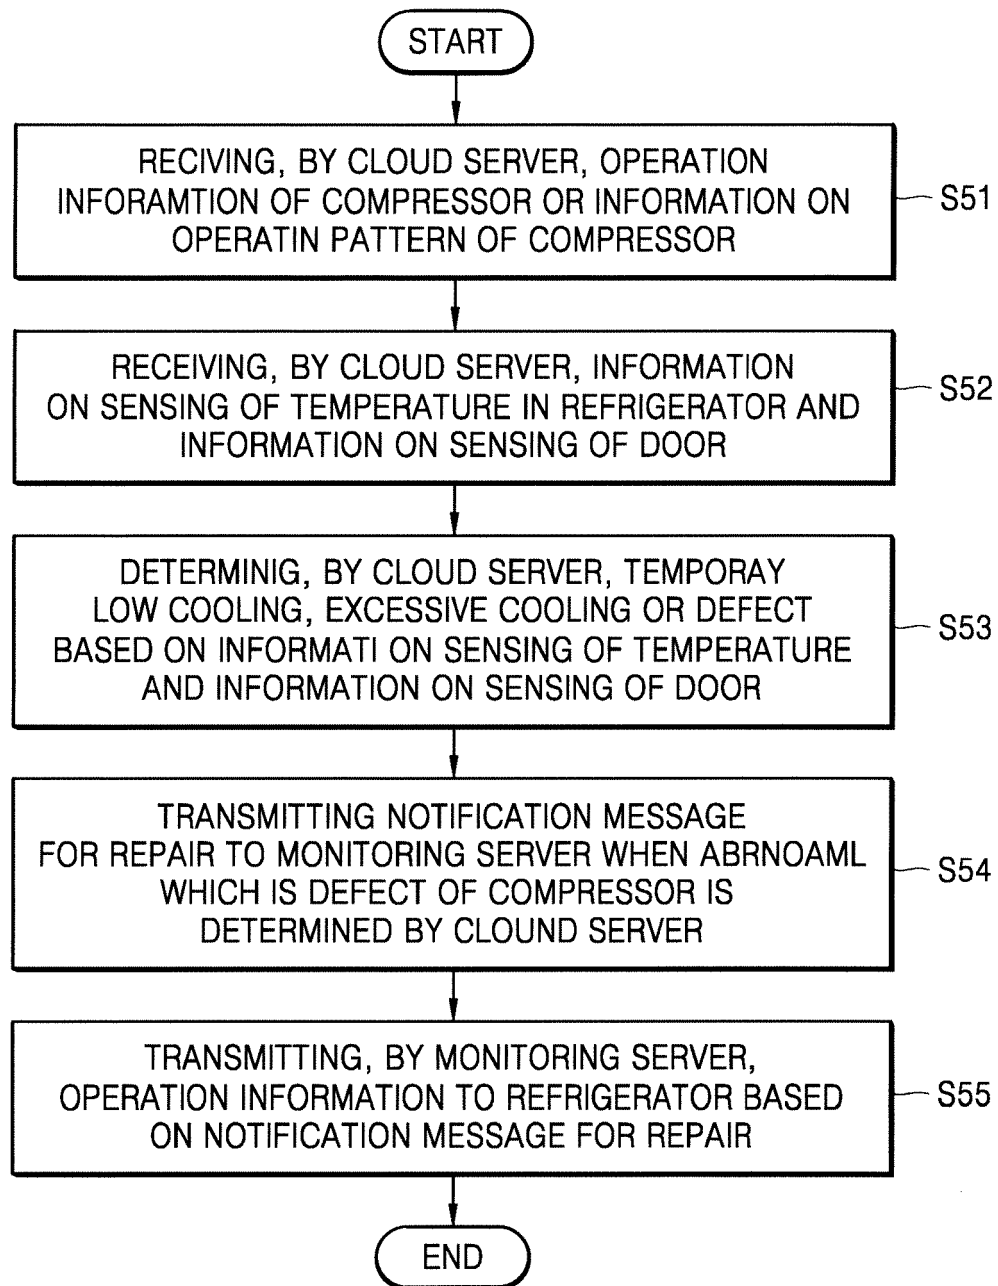 START
RECIVING, BY CLOUD SERVER, OPERATION
INFORAMTION OF COMPRESSOR OR INFORMATION ON
OPERATIN PATTERN OF COMPRESSOR
S51
RECEIVING, BY CLOUD SERVER, INFORMATION
ON SENSING OF TEMPERATURE IN REFRIGERATOR AND
INFORMATION ON SENSING OF DOOR
S52
DETERMINIG, BY CLOUD SERVER, TEMPORAY
LOW COOLING, EXCESSIVE COOLING OR DEFECT
BASED ON INFORMATI ON SENSING OF TEMPERATURE
AND INFORMATION ON SENSING OF DOOR
S53
TRANSMITTING NOTIFICATION MESSAGE
FOR REPAIR TO MONITORING SERVER WHEN ABRNOAML
WHICH IS DEFECT OF COMPRESSOR IS
DETERMINED BY CLOUND SERVER
S54
TRANSMITTING, BY MONITORING SERVER,
OPERATION INFORMATION TO REFRIGERATOR BASED
ON NOTIFICATION MESSAGE FOR REPAIR
S55
END